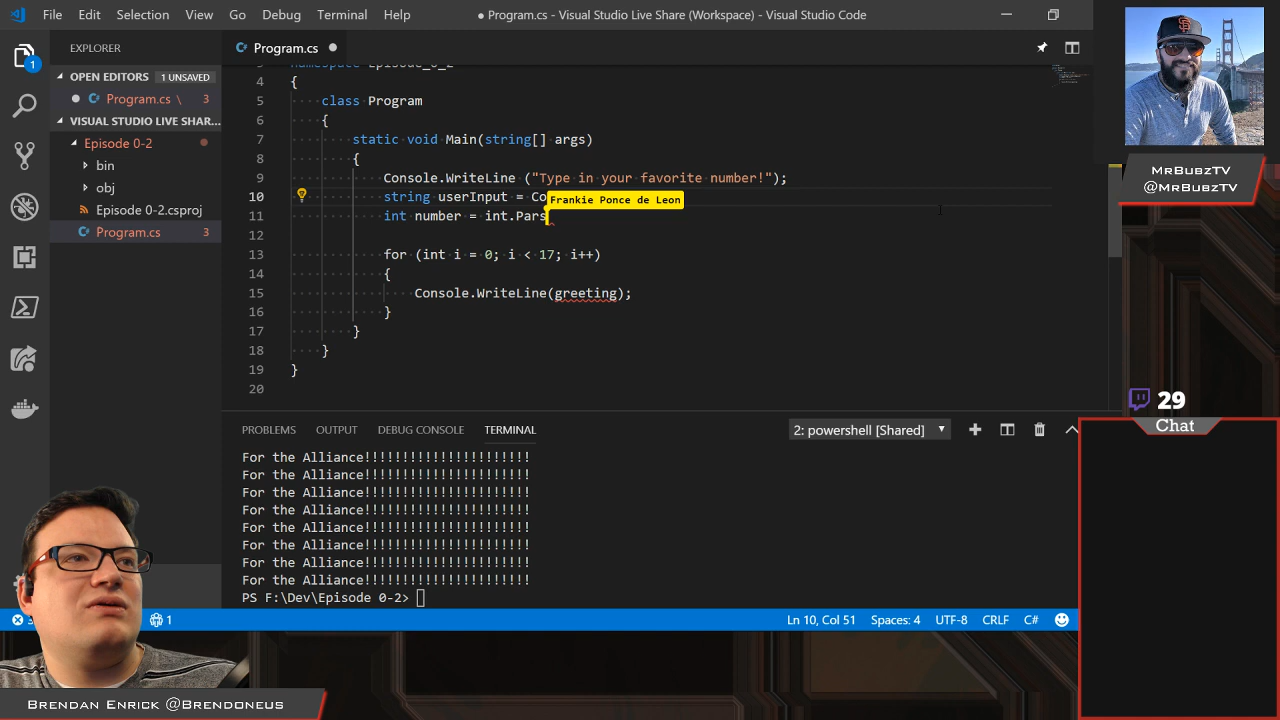 File Edit Selection View Go Debug Terminal Help
● Program.cs - Visual Studio Live Share (Workspace) - Visual Studio Code
EXPLORER
OPEN EDITORS 1 UNSAVED
Program.cs \ 3
VISUAL STUDIO LIVE SHAR...
Episode 0-2
bin
obj
Episode 0-2.csproj
Program.cs 3
1
Program.cs
4 {
5 class Program
6 {
7 static void Main(string[] args)
8 {
9 Console.WriteLine ("Type in your favorite number!");
10 string userInput = Co
Frankie Ponce de Leon
11 int number = int.Pars
12
13 for (int i = 0; i < 17; i++)
14 {
15 Console.WriteLine(greeting);
16 }
17 }
18 }
19 }
20
PROBLEMS OUTPUT DEBUG CONSOLE TERMINAL
2: powershell [Shared]
For the Alliance!!!!!!!!!!!!!!!!!!!!!!
For the Alliance!!!!!!!!!!!!!!!!!!!!!!
For the Alliance!!!!!!!!!!!!!!!!!!!!!!
For the Alliance!!!!!!!!!!!!!!!!!!!!!!
For the Alliance!!!!!!!!!!!!!!!!!!!!!!
For the Alliance!!!!!!!!!!!!!!!!!!!!!!
For the Alliance!!!!!!!!!!!!!!!!!!!!!!
For the Alliance!!!!!!!!!!!!!!!!!!!!!!
PS F:\Dev\Episode 0-2>
1
Ln 10, Col 51 Spaces: 4 UTF-8 CRLF C#
MrBubzTV
@MrBubzTV
29
Chat
Brendan Enrick @Brendoneus